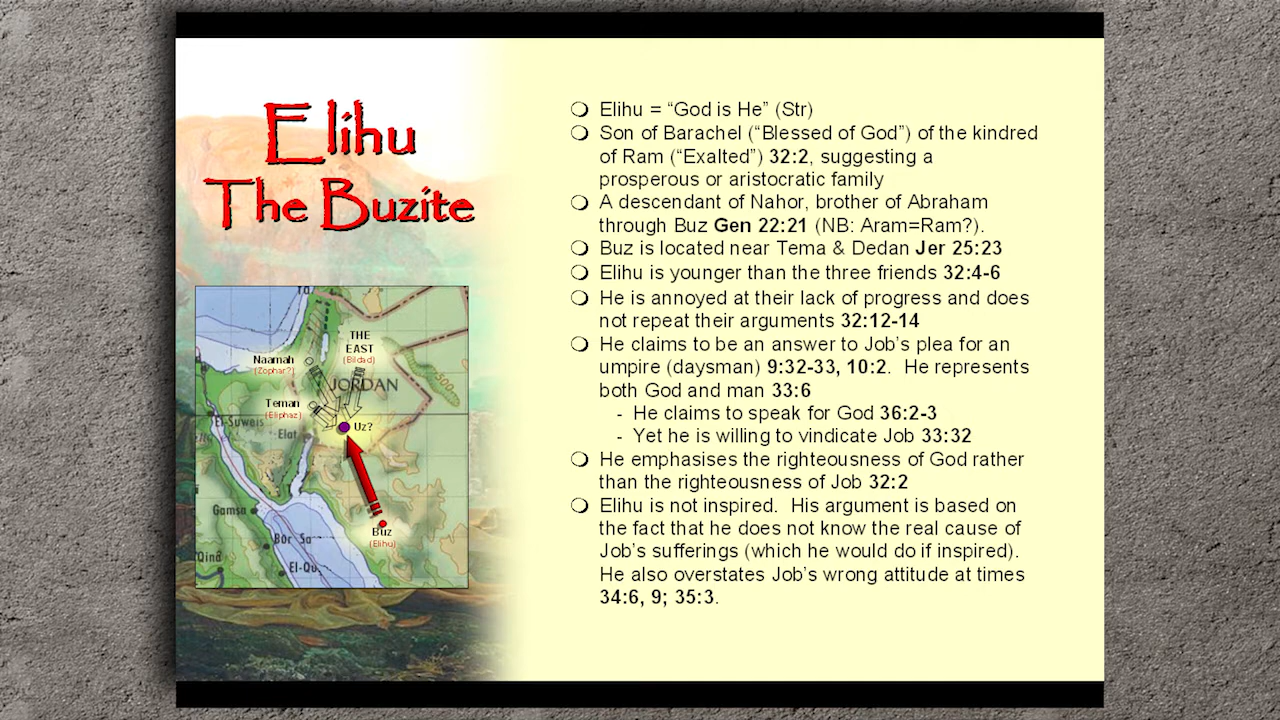 Elihu
The Buzite
Elihu = “God is He” (Str)
Son of Barachel (“Blessed of God”) of the kindred
of Ram (“Exalted”) 32:2, suggesting a
prosperous or aristocratic family
A descendant of Nahor, brother of Abraham
through Buz Gen 22:21 (NB: Aram=Ram?).
Buz is located near Tema & Dedan Jer 25:23
Elihu is younger than the three friends 32:4-6
He is annoyed at their lack of progress and does
not repeat their arguments 32:12-14
He claims to be an answer to Job’s plea for an
umpire (daysman) 9:32-33, 10:2. He represents
both God and man 33:6
- He claims to speak for God 36:2-3
- Yet he is willing to vindicate Job 33:32
He emphasises the righteousness of God rather
than the righteousness of Job 32:2
Elihu is not inspired. His argument is based on
the fact that he does not know the real cause of
Job’s sufferings (which he would do if inspired).
He also overstates Job’s wrong attitude at times
34:6, 9; 35:3.
THE
EAST
(Bildad)
Naamah
(Zophar?)
JORDAN
500
Teman
(Eliphaz)
El-Suweis
Elat
Uz?
Gamsa
Buz
(Elihu)
Qina
El-Qu